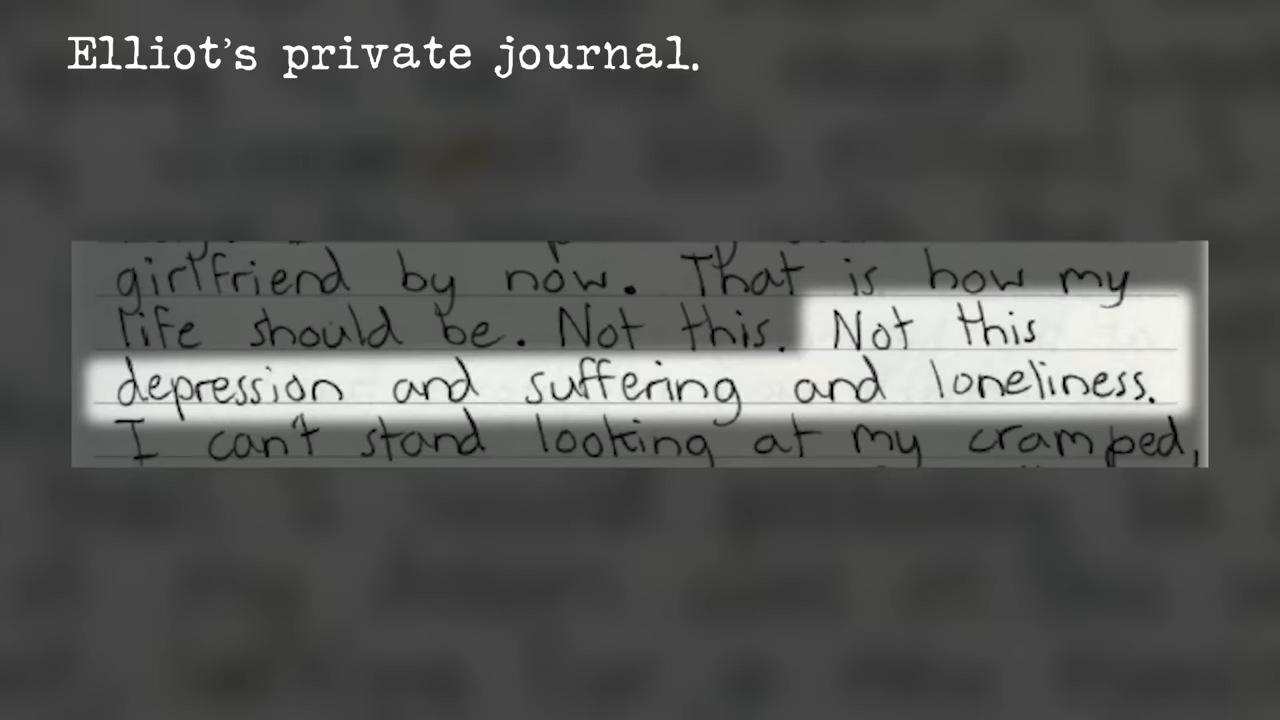 Elliot's private journal.
girlfriend by now. That is how my
life should be. Not this. Not this
depression and suffering and loneliness.
I can't stand looking at my cramped,